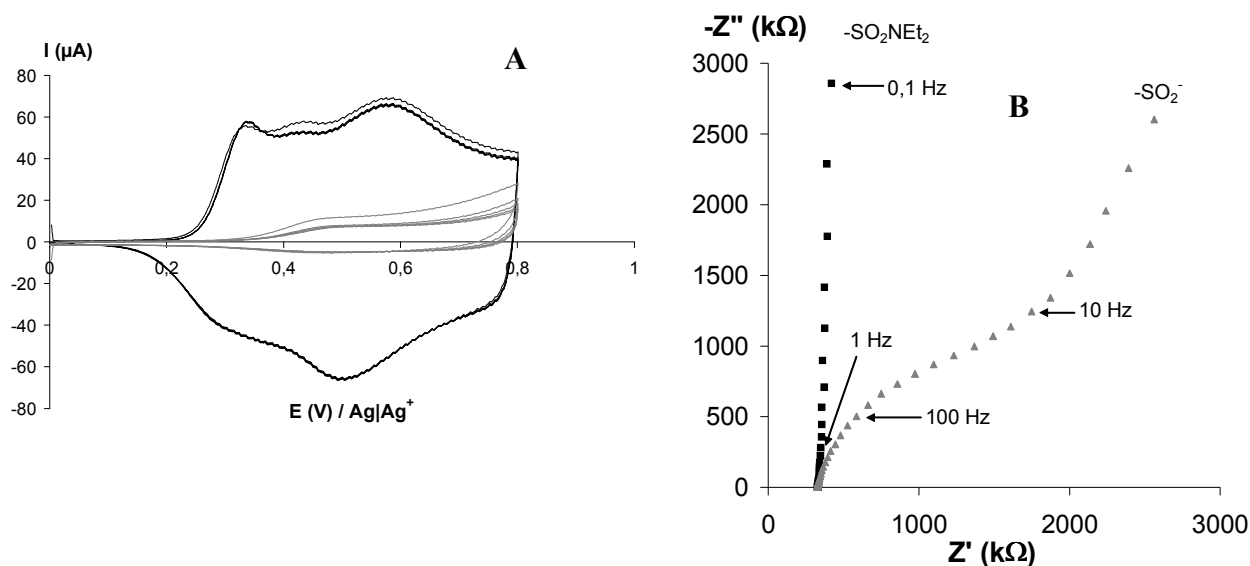 I (µA)
A
80
60
40
20
0
-20
-40
-60
-80
0
0,2
0,4
0,6
0,8
1
E (V) / Ag|Ag⁺
-Z'' (kΩ)
-SO₂NEt₂
B
-SO₂⁻
3000
2500
2000
1500
1000
500
0
0,1 Hz
1 Hz
10 Hz
100 Hz
0
1000
2000
3000
Z' (kΩ)